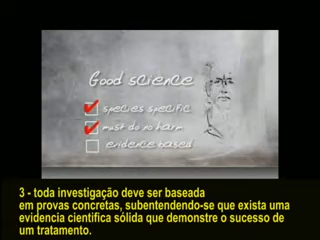 Good science
species specific
must do no harm
evidence based
3 - toda investigação deve ser baseada
em provas concretas, subentendendo-se que exista uma
evidencia cientifica sólida que demonstre o sucesso de
um tratamento.